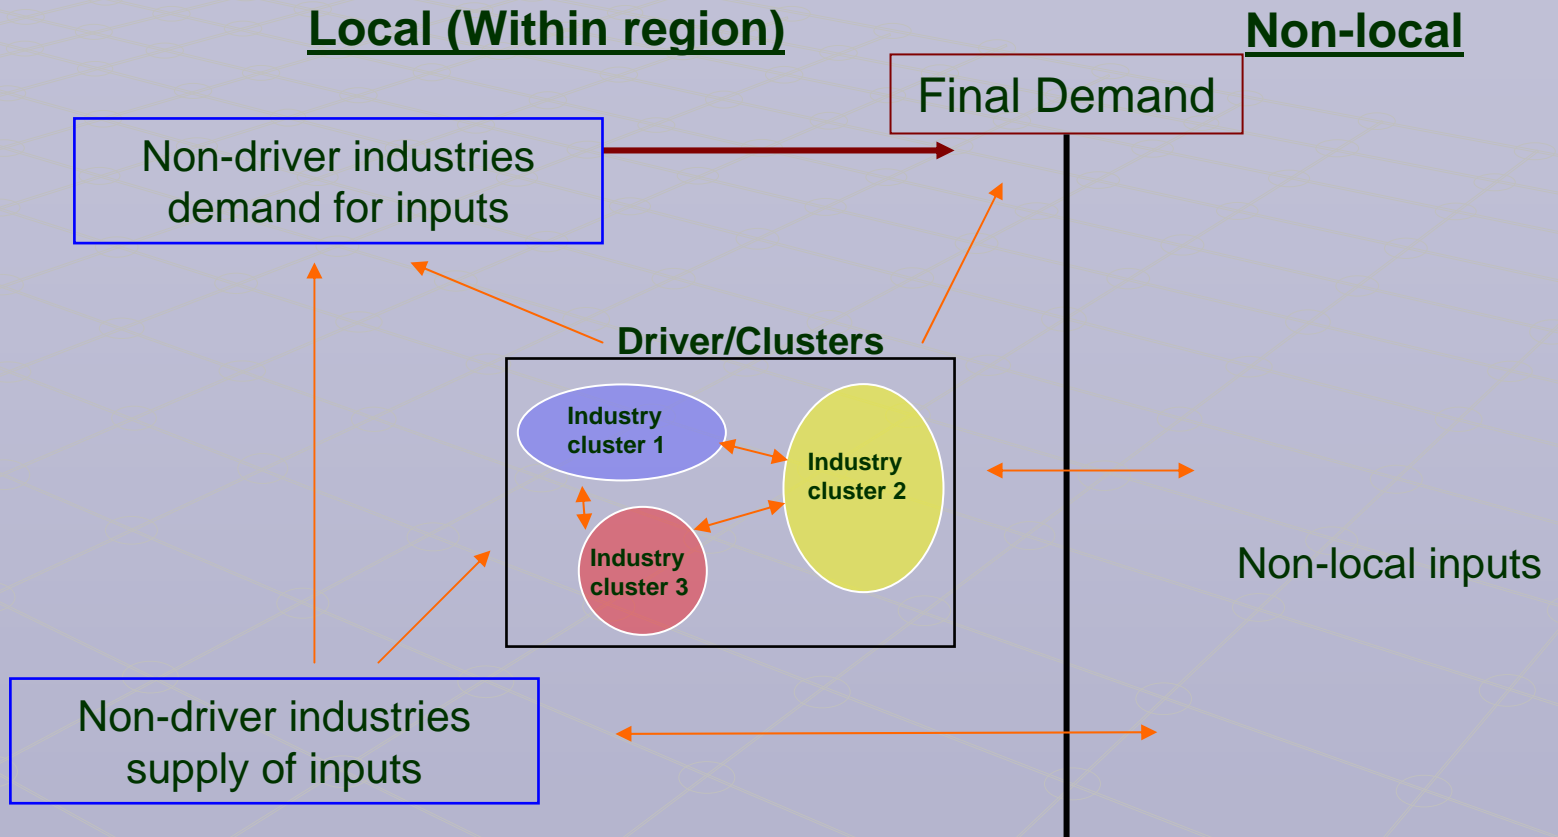 Local (Within region)
Non-local
Final Demand
Non-driver industries
demand for inputs
Driver/Clusters
Industry
cluster 1
Industry
cluster 2
Industry
cluster 3
Non-local inputs
Non-driver industries
supply of inputs